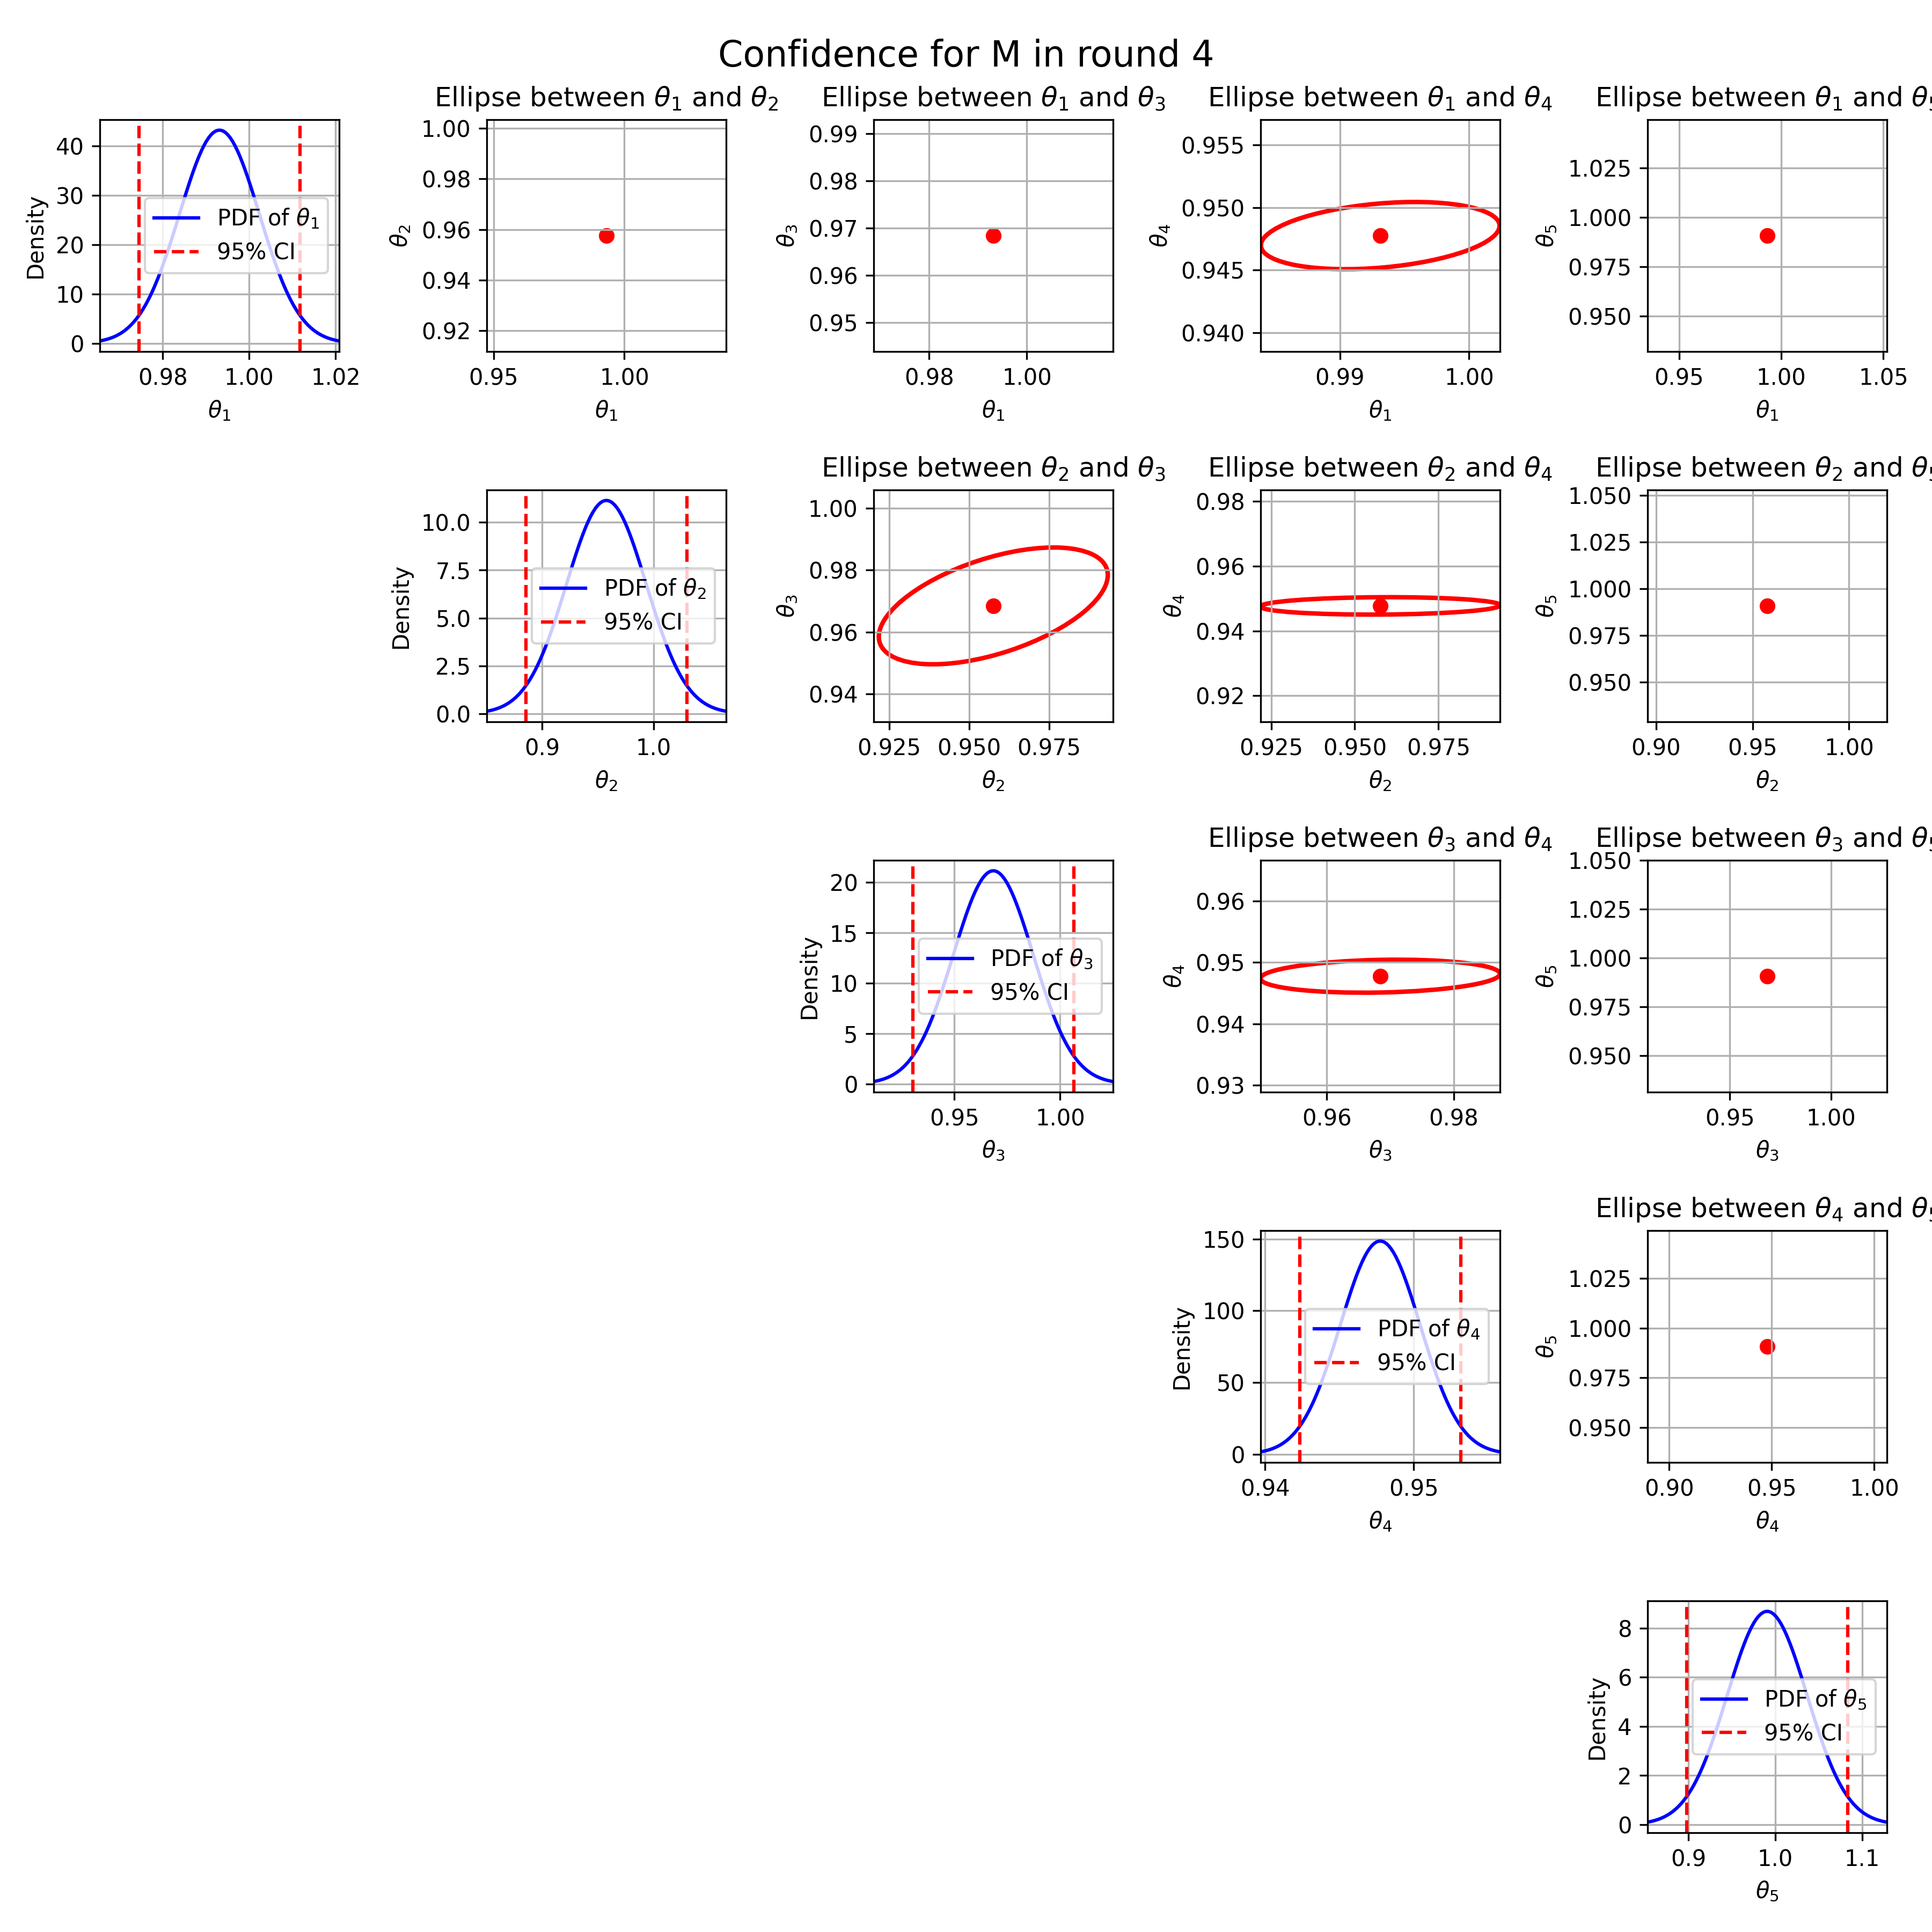 Confidence for M in round 4
Ellipse between θ₁ and θ₂
Ellipse between θ₁ and θ₃
Ellipse between θ₁ and θ₄
Ellipse between θ₁ and θ₅
40
30
20
10
0
Density
PDF of θ₁
95% CI
0.98 1.00 1.02
θ₁
1.00
0.98
0.96
0.94
0.92
θ₂
0.95 1.00
θ₁
0.99
0.98
0.97
0.96
0.95
θ₃
0.98 1.00
θ₁
0.955
0.950
0.945
0.940
θ₄
0.99 1.00
θ₁
1.025
1.000
0.975
0.950
θ₅
0.95 1.00 1.05
θ₁
Ellipse between θ₂ and θ₃
Ellipse between θ₂ and θ₄
Ellipse between θ₂ and θ₅
10.0
7.5
5.0
2.5
0.0
Density
PDF of θ₂
95% CI
0.9 1.0
θ₂
1.00
0.98
0.96
0.94
θ₃
0.925 0.950 0.975
θ₂
0.98
0.96
0.94
0.92
θ₄
0.925 0.950 0.975
θ₂
1.050
1.025
1.000
0.975
0.950
θ₅
0.90 0.95 1.00
θ₂
Ellipse between θ₃ and θ₄
Ellipse between θ₃ and θ₅
20
15
10
5
0
Density
PDF of θ₃
95% CI
0.95 1.00
θ₃
0.96
0.95
0.94
0.93
θ₄
0.96 0.98
θ₃
1.050
1.025
1.000
0.975
0.950
θ₅
0.95 1.00
θ₃
Ellipse between θ₄ and θ₅
150
100
50
0
Density
PDF of θ₄
95% CI
0.94 0.95
θ₄
1.025
1.000
0.975
0.950
θ₅
0.90 0.95 1.00
θ₄
8
6
4
2
0
Density
PDF of θ₅
95% CI
0.9 1.0 1.1
θ₅